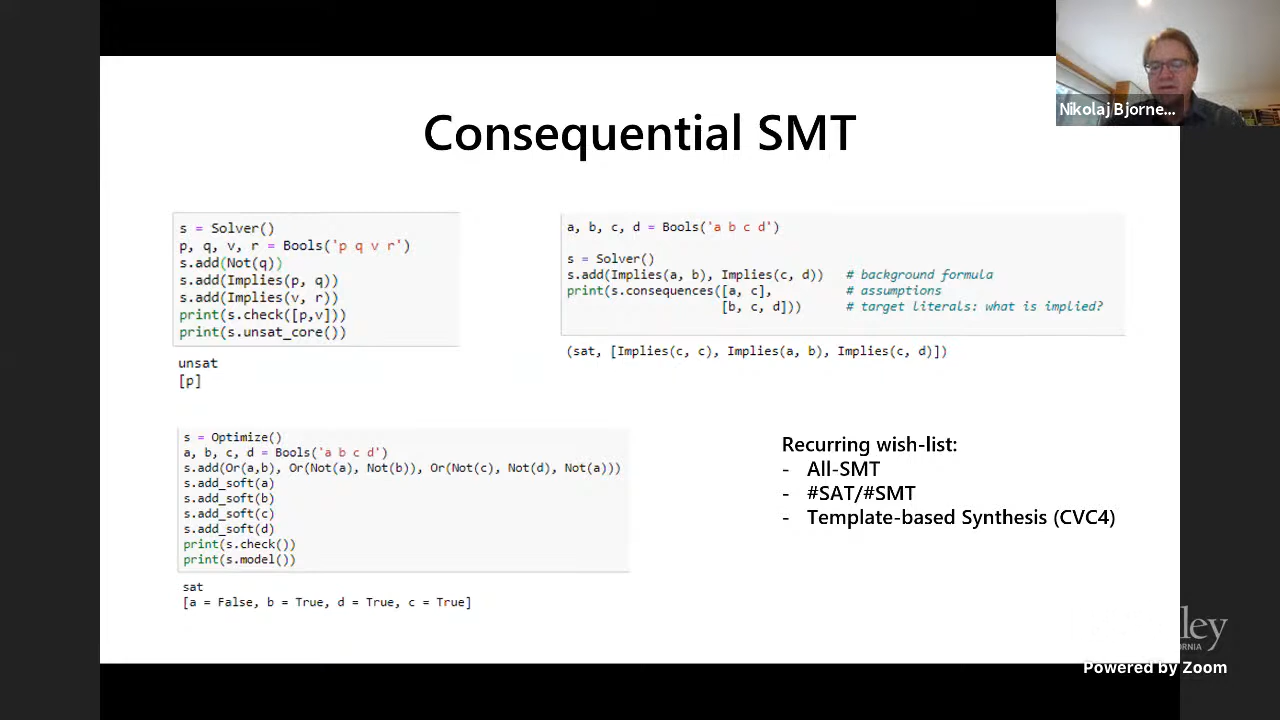 Nikolaj Bjorne...
Consequential SMT
s = Solver()
p, q, v, r = Bools('p q v r')
s.add(Not(q))
s.add(Implies(p, q))
s.add(Implies(v, r))
print(s.check([p,v]))
print(s.unsat_core())
unsat
[p]
a, b, c, d = Bools('a b c d')
s = Solver()
s.add(Implies(a, b), Implies(c, d)) # background formula
print(s.consequences([a, c], # assumptions
[b, c, d])) # target literals: what is implied?
(sat, [Implies(c, c), Implies(a, b), Implies(c, d)])
s = Optimize()
a, b, c, d = Bools('a b c d')
s.add(Or(a,b), Or(Not(a), Not(b)), Or(Not(c), Not(d), Not(a)))
s.add_soft(a)
s.add_soft(b)
s.add_soft(c)
s.add_soft(d)
print(s.check())
print(s.model())
sat
[a = False, b = True, d = True, c = True]
Recurring wish-list:
- All-SMT
- #SAT/#SMT
- Template-based Synthesis (CVC4)
Powered by Zoom